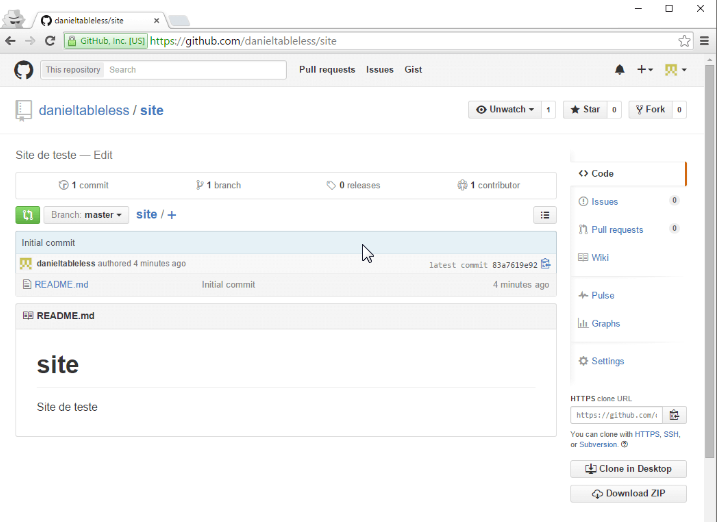 danieltableless/site
GitHub, Inc. [US] https://github.com/danieltableless/site
This repository Search Pull requests Issues Gist
danieltableless / site Unwatch 1 Star 0 Fork 0
Site de teste — Edit
1 commit 1 branch 0 releases 1 contributor
Branch: master site / +
Initial commit
danieltableless authored 4 minutes ago latest commit 83a7619e92
README.md Initial commit 4 minutes ago
README.md
site
Site de teste
Code
Issues 0
Pull requests 0
Wiki
Pulse
Graphs
Settings
HTTPS clone URL
https://github.com/
You can clone with HTTPS, SSH,
or Subversion.
Clone in Desktop
Download ZIP